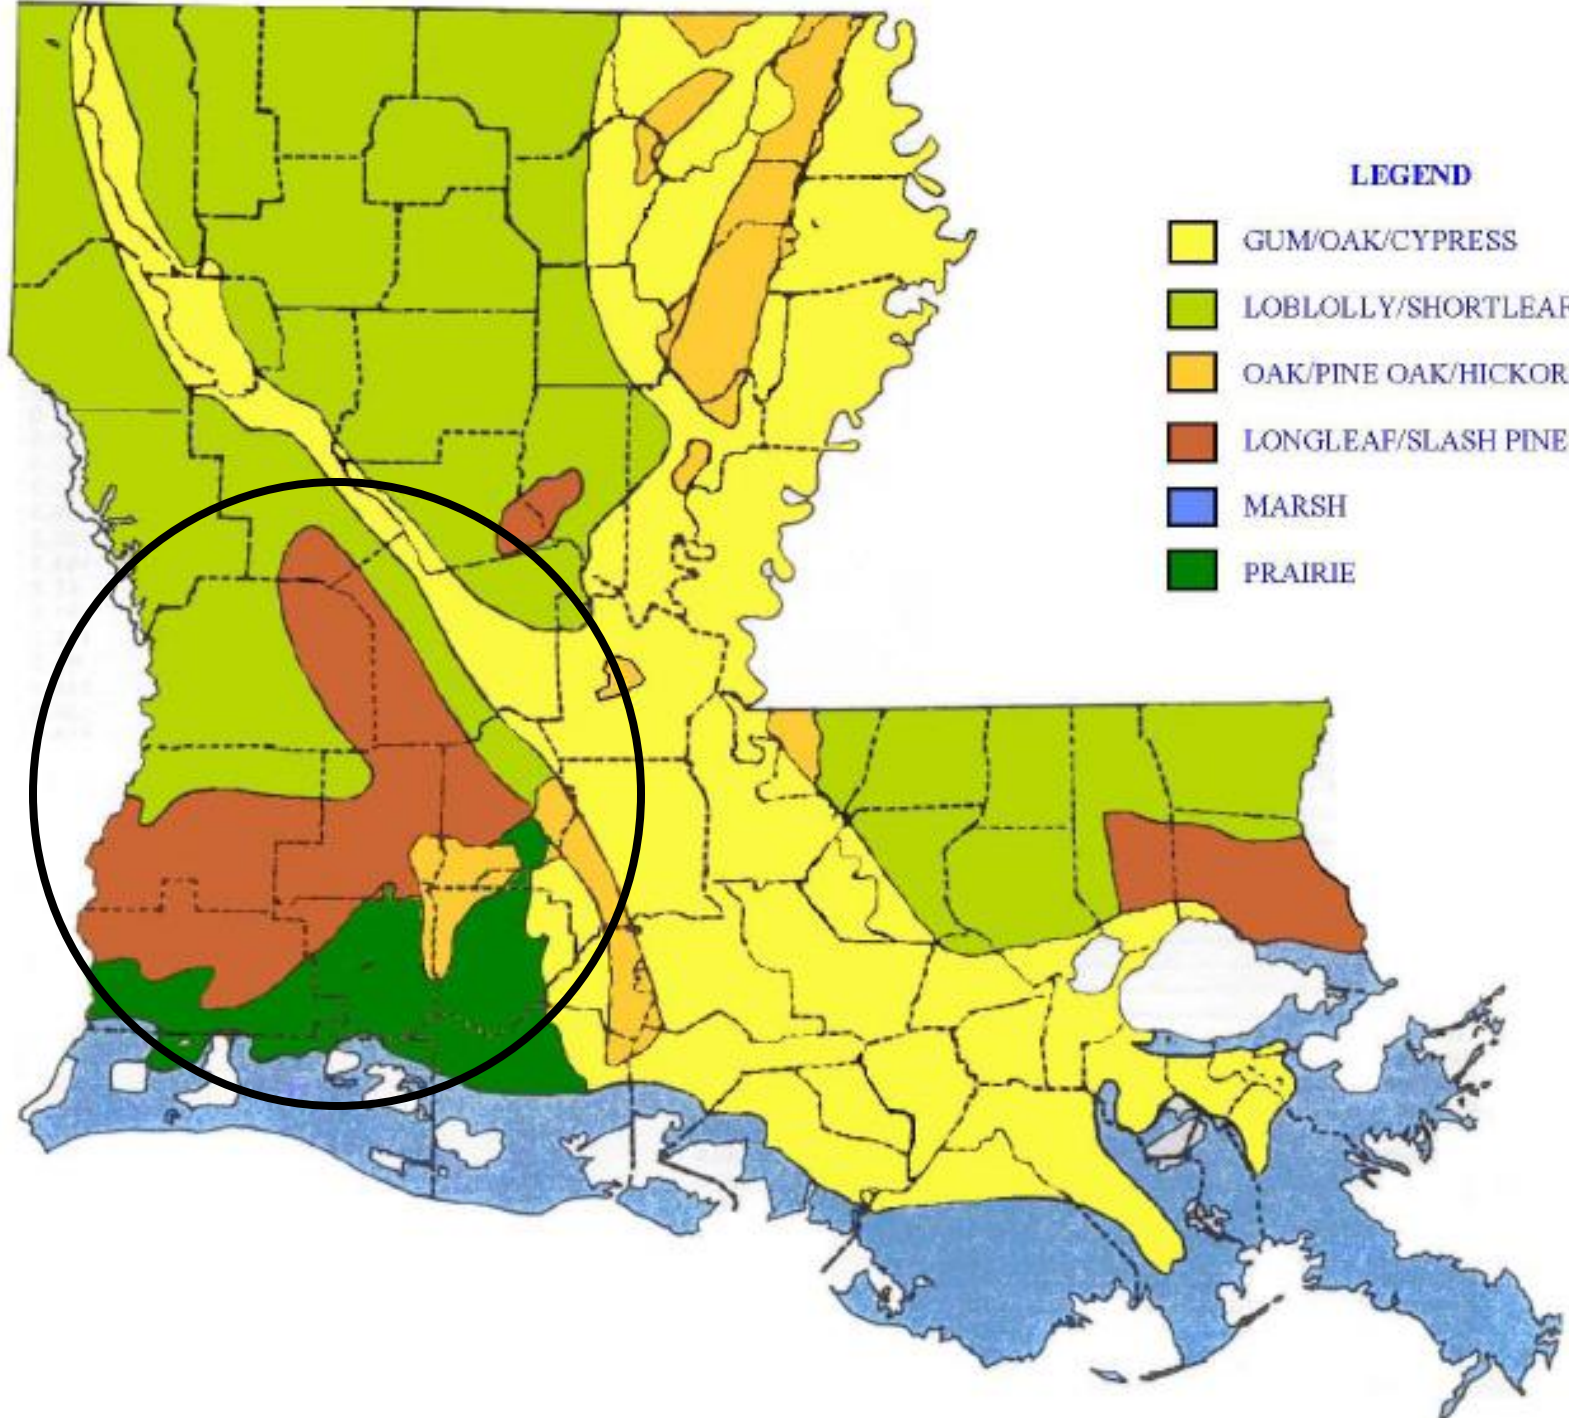 LEGEND
GUM/OAK/CYPRESS
LOBLOLLY/SHORTLEAF
OAK/PINE OAK/HICKOR
LONGLEAF/SLASH PINE
MARSH
PRAIRIE